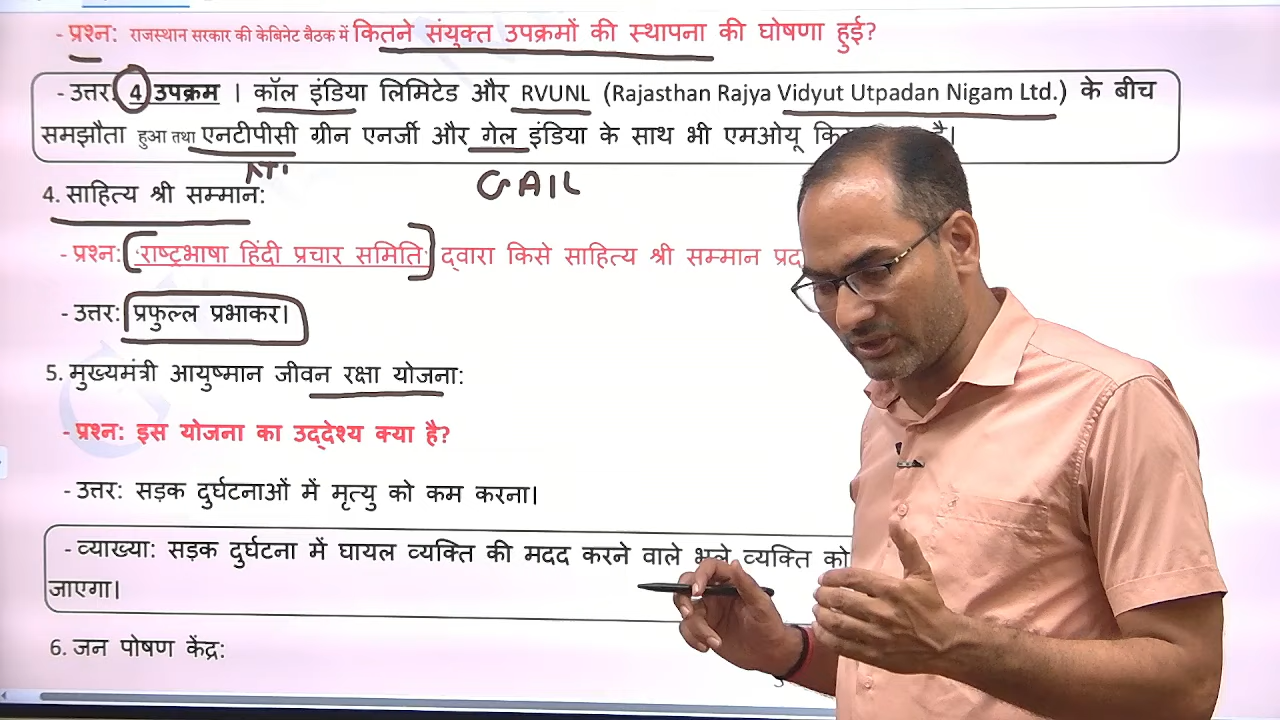 - प्रश्न: राजस्थान सरकार की केबिनेट बैठक में कितने संयुक्त उपक्रमों की स्थापना की घोषणा हुई?
- उत्तर: 4 उपक्रम । कॉल इंडिया लिमिटेड और RVUNL (Rajasthan Rajya Vidyut Utpadan Nigam Ltd.) के बीच
समझौता हुआ तथा एनटीपीसी ग्रीन एनर्जी और गेल इंडिया के साथ भी एमओयू है।
GAIL
4. साहित्य श्री सम्मान:
- प्रश्न: 'राष्ट्रभाषा हिंदी प्रचार समिति' द्वारा किसे साहित्य श्री सम्मान
- उत्तर: प्रफुल्ल प्रभाकर।
5. मुख्यमंत्री आयुष्मान जीवन रक्षा योजना:
- प्रश्न: इस योजना का उद्देश्य क्या है?
- उत्तर: सड़क दुर्घटनाओं में मृत्यु को कम करना।
- व्याख्या: सड़क दुर्घटना में घायल व्यक्ति की मदद करने वाले भले व्यक्ति को
जाएगा।
6. जन पोषण केंद्र: